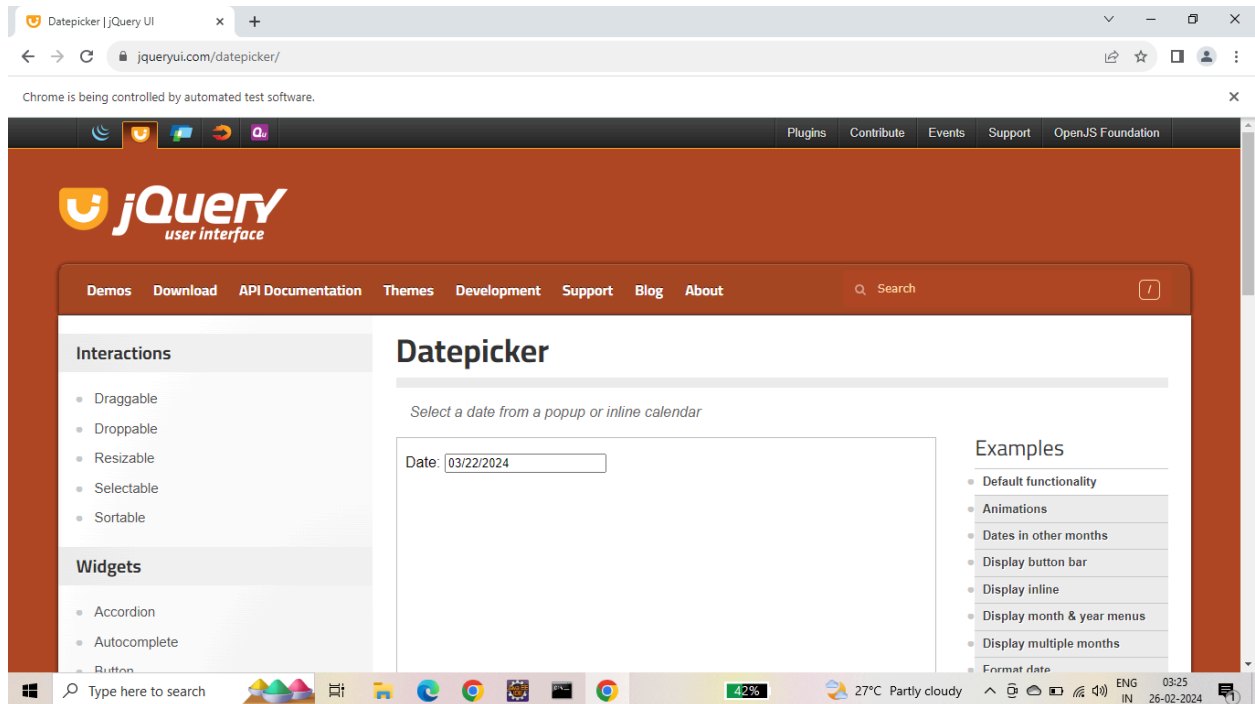 Datepicker | jQuery UI
jqueryui.com/datepicker/
Chrome is being controlled by automated test software.
Qu
Plugins Contribute Events Support OpenJS Foundation
jQuery
user interface
Demos Download API Documentation Themes Development Support Blog About Search /
Interactions
Draggable
Droppable
Resizable
Selectable
Sortable
Widgets
Accordion
Autocomplete
Button
Datepicker
Select a date from a popup or inline calendar
Date: 03/22/2024
Examples
Default functionality
Animations
Dates in other months
Display button bar
Display inline
Display month & year menus
Display multiple months
Format date
Type here to search
42%
27°C Partly cloudy
ENG
IN
03:25
26-02-2024
1